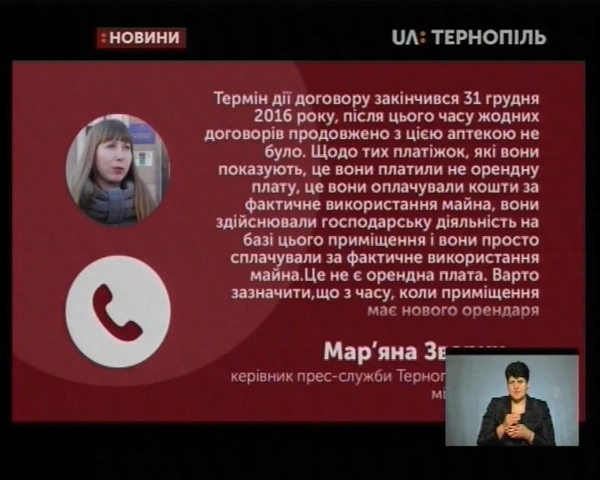 :НОВИНИ
UA: ТЕРНОПІЛЬ
Термін дії договору закінчився 31 грудня
2016 року, після цього часу жодних
договорів продовжено з цією аптекою не
було. Щодо тих платіжок, які вони
показують, це вони платили не орендну
плату, це вони оплачували кошти за
фактичне використання майна, вони
здійснювали господарську діяльність на
базі цього приміщення і вони просто
сплачували за фактичне використання
майна.Це не є орендна плата. Варто
зазначити,що з часу, коли приміщення
має нового орендаря
Мар’яна
керівник прес-служби